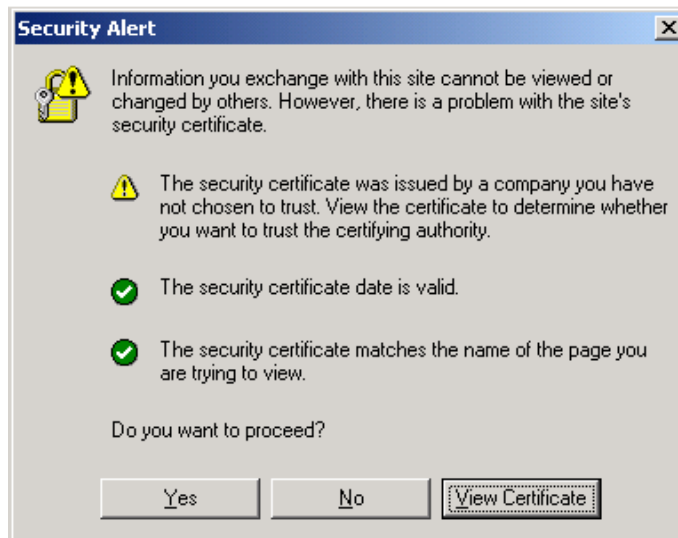 Security Alert
Information you exchange with this site cannot be viewed or
changed by others. However, there is a problem with the site's
security certificate.
The security certificate was issued by a company you have
not chosen to trust. View the certificate to determine whether
you want to trust the certifying authority.
The security certificate date is valid.
The security certificate matches the name of the page you
are trying to view.
Do you want to proceed?
Yes No View Certificate